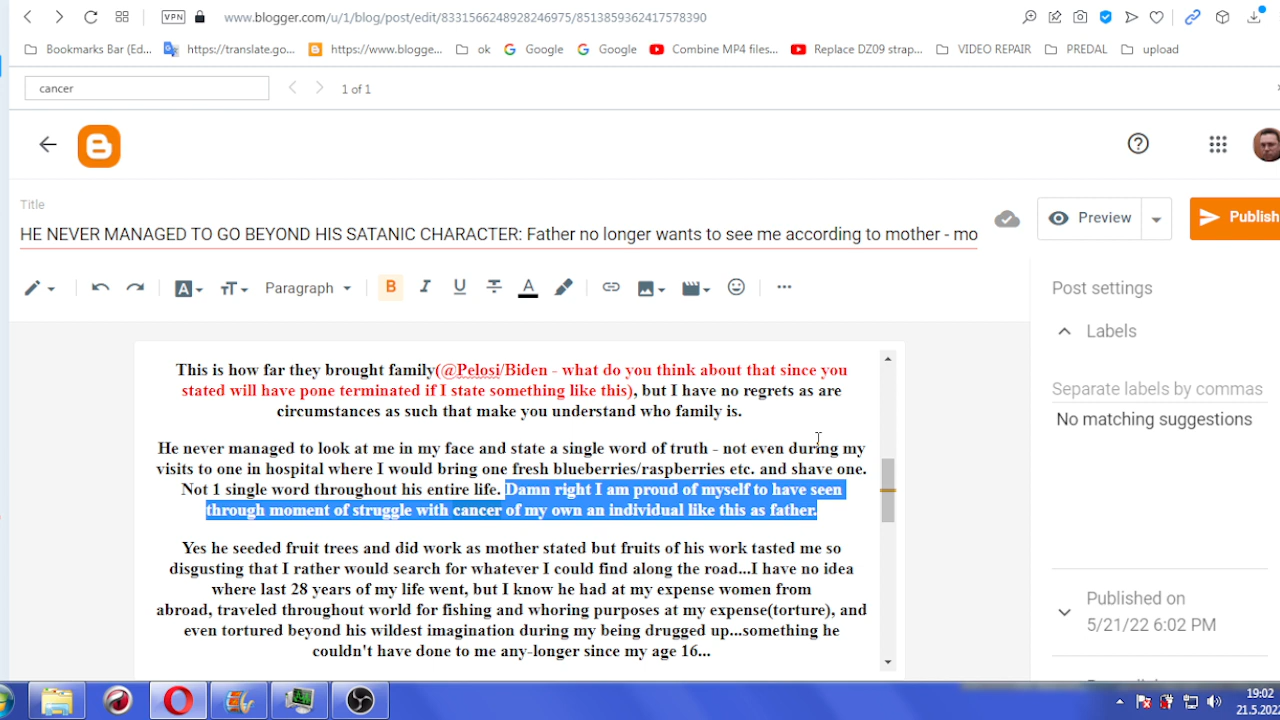 VPN
www.blogger.com/u/1/blog/post/edit/8331566248928246975/8513859362417578390
Bookmarks Bar (Ed...
https://translate.go...
https://www.blogge...
ok
Google
Google
Combine MP4 files...
Replace DZ09 strap...
VIDEO REPAIR
PREDAL
upload
cancer
1 of 1
Title
HE NEVER MANAGED TO GO BEYOND HIS SATANIC CHARACTER: Father no longer wants to see me according to mother - mo
Preview
Publish
Paragraph
B
I
U
A
Post settings
Labels
Separate labels by commas
No matching suggestions
This is how far they brought family(@Pelosi/Biden - what do you think about that since you
stated will have pone terminated if I state something like this), but I have no regrets as are
circumstances as such that make you understand who family is.
He never managed to look at me in my face and state a single word of truth - not even during my
visits to one in hospital where I would bring one fresh blueberries/raspberries etc. and shave one.
Not 1 single word throughout his entire life. Damn right I am proud of myself to have seen
through moment of struggle with cancer of my own an individual like this as father.
Yes he seeded fruit trees and did work as mother stated but fruits of his work tasted me so
disgusting that I rather would search for whatever I could find along the road...I have no idea
where last 28 years of my life went, but I know he had at my expense women from
abroad, traveled throughout world for fishing and whoring purposes at my expense(torture), and
even tortured beyond his wildest imagination during my being drugged up...something he
couldn't have done to me any-longer since my age 16...
Published on
5/21/22 6:02 PM
19:02
21.5.2022